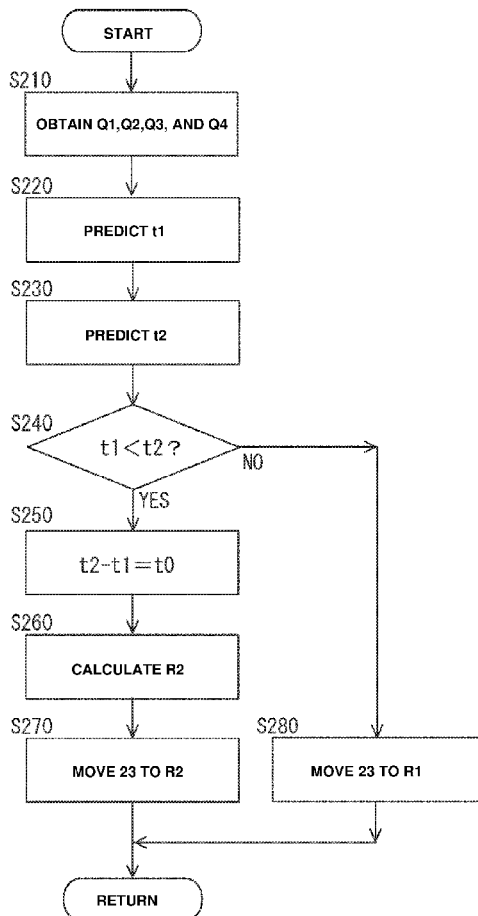 START
S210
OBTAIN Q1,Q2,Q3, AND Q4
S220
PREDICT t1
S230
PREDICT t2
S240
t1<t2?
NO
YES
S250
t2-t1=t0
S260
CALCULATE R2
S270
MOVE 23 TO R2
S280
MOVE 23 TO R1
RETURN